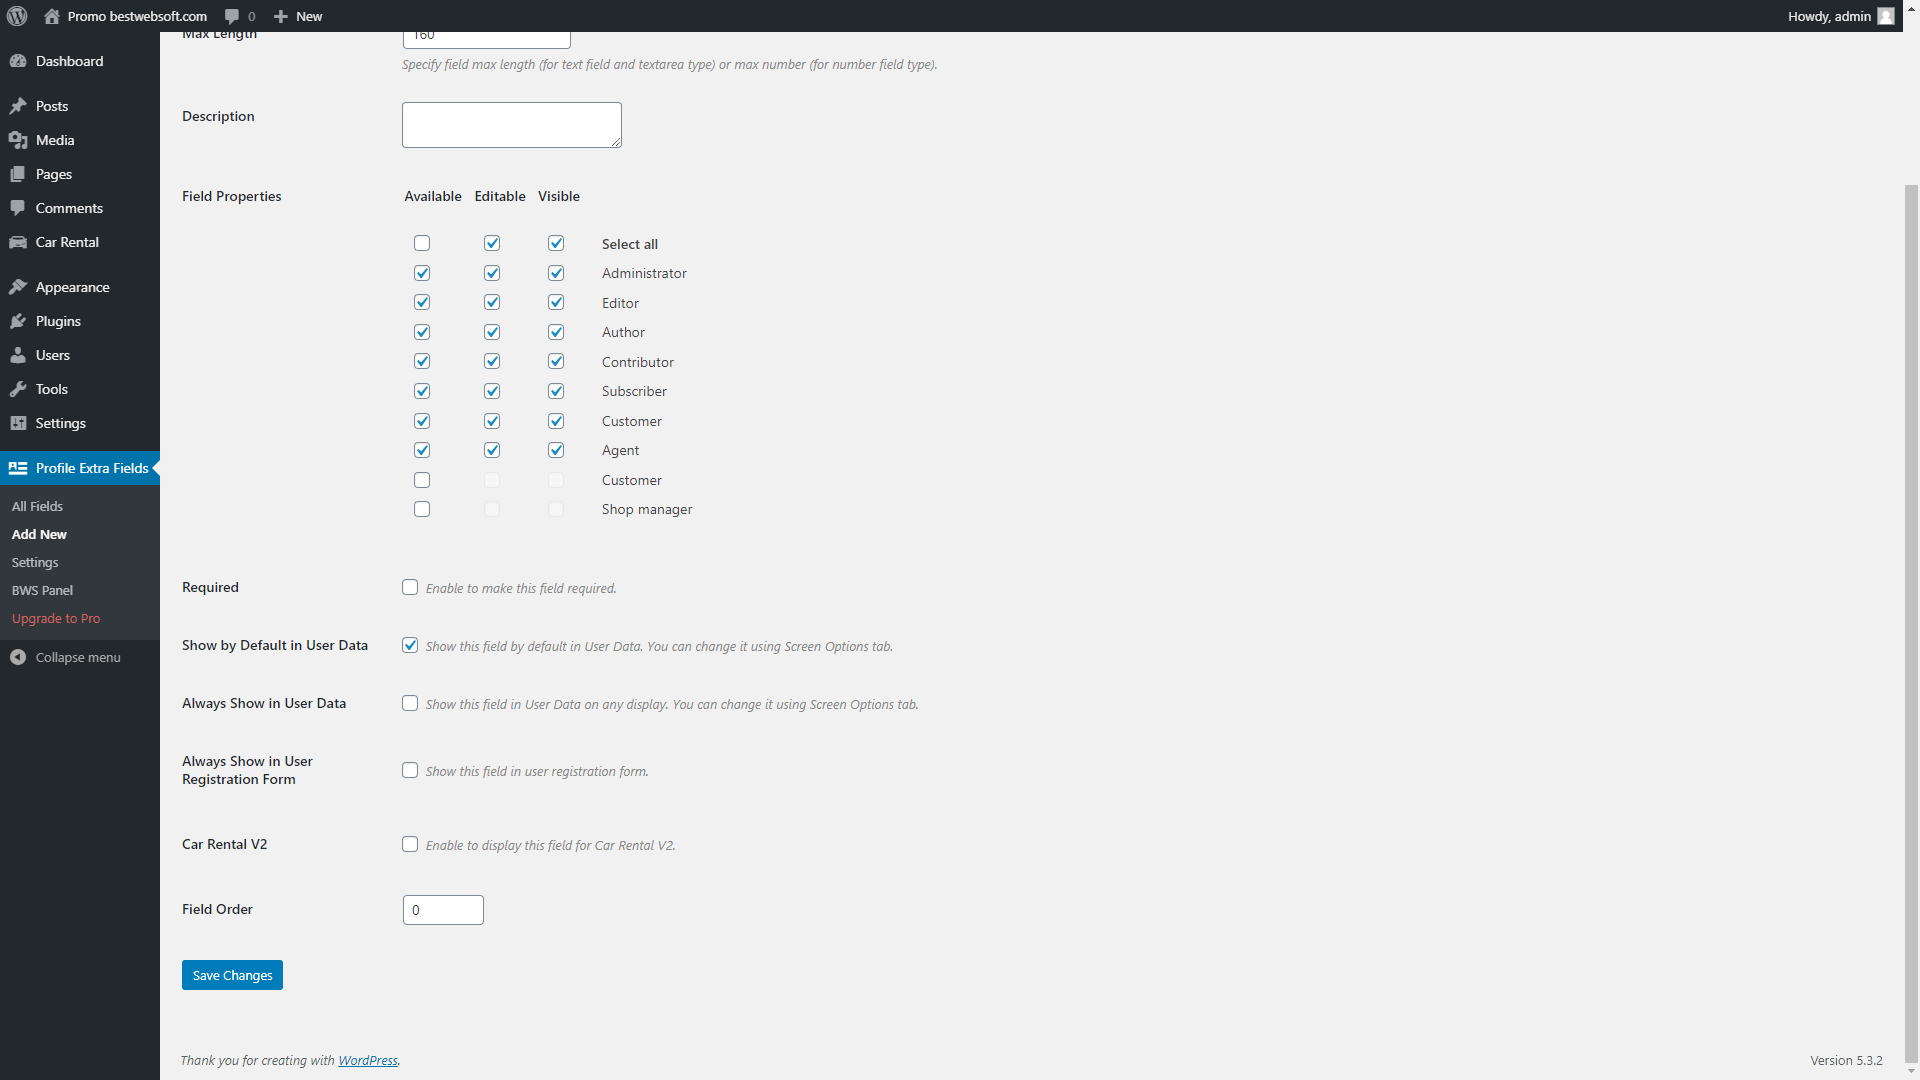 Promo bestwebsoft.com 0 New Howdy, admin
Dashboard
Posts
Media
Pages
Comments
Car Rental
Appearance
Plugins
Users
Tools
Settings
Profile Extra Fields
All Fields
Add New
Settings
BWS Panel
Upgrade to Pro
Collapse menu
Max Length 160
Specify field max length (for text field and textarea type) or max number (for number field type).
Description
Field Properties Available Editable Visible
Select all
Administrator
Editor
Author
Contributor
Subscriber
Customer
Agent
Customer
Shop manager
Required Enable to make this field required.
Show by Default in User Data Show this field by default in User Data. You can change it using Screen Options tab.
Always Show in User Data Show this field in User Data on any display. You can change it using Screen Options tab.
Always Show in User
Registration Form
Show this field in user registration form.
Car Rental V2 Enable to display this field for Car Rental V2.
Field Order 0
Save Changes
Thank you for creating with WordPress. Version 5.3.2